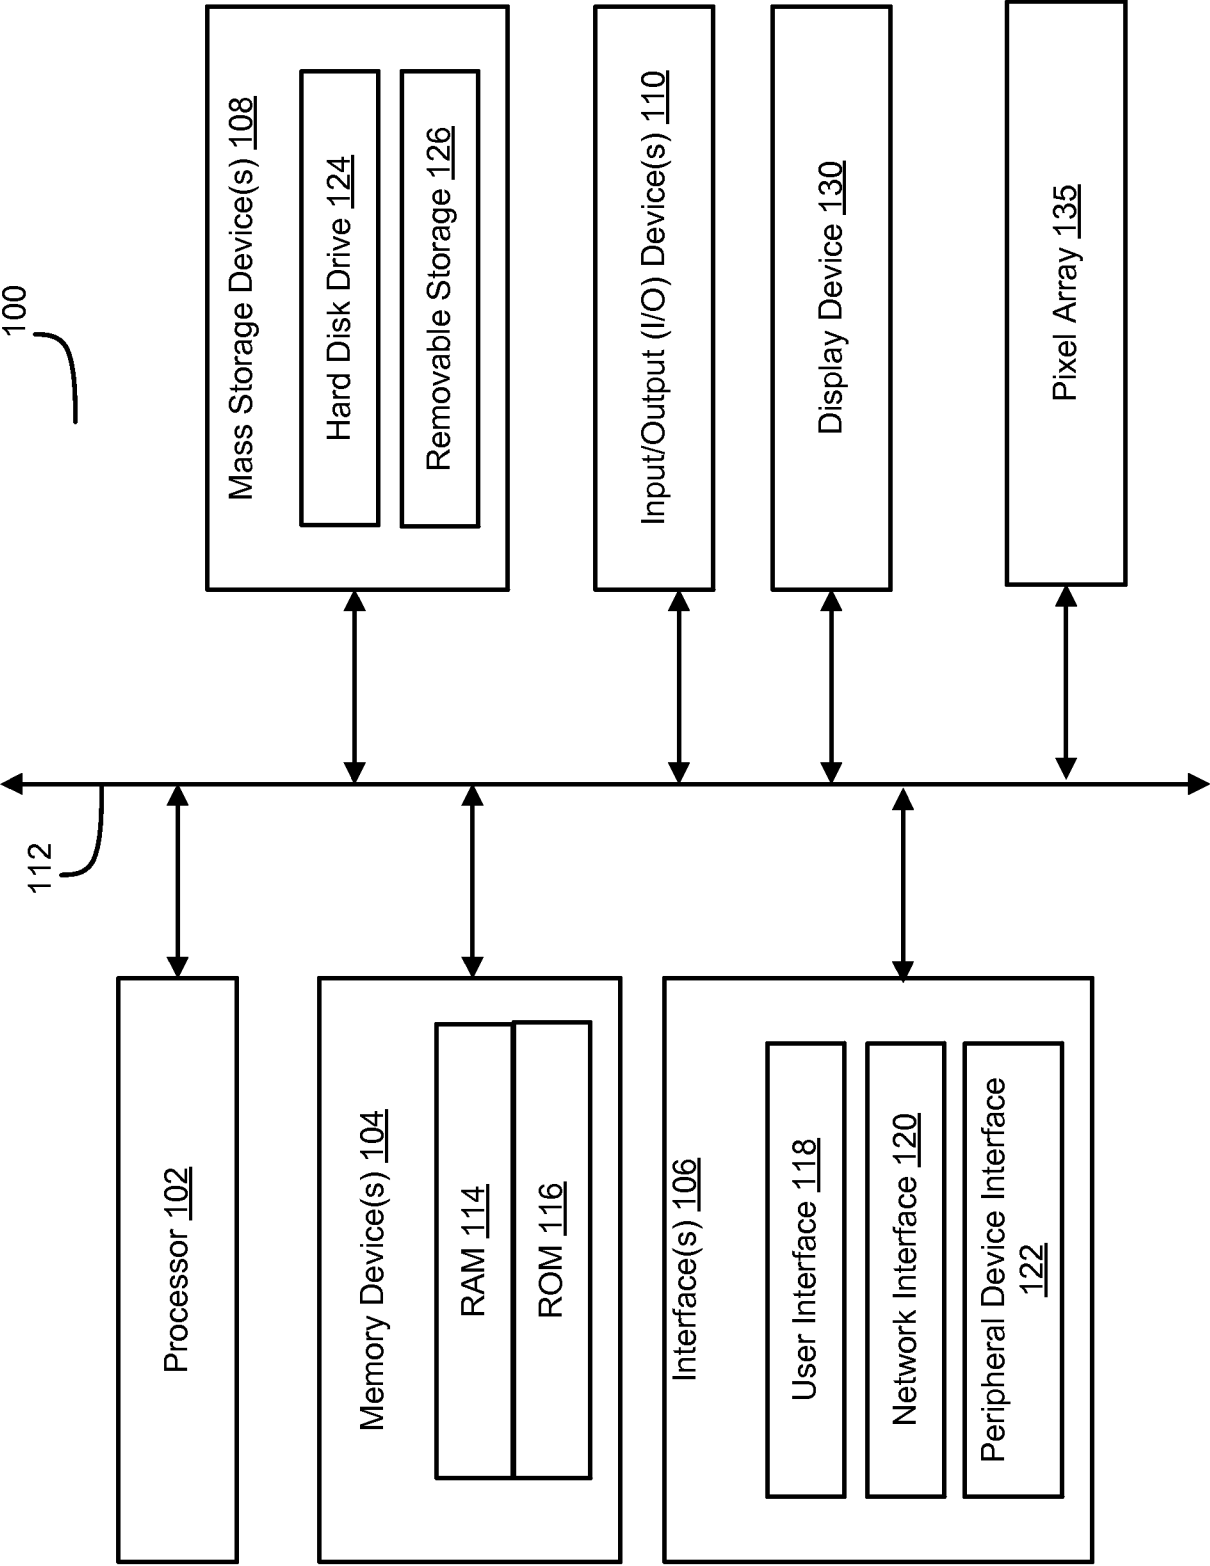 100
112
Processor 102
Memory Device(s) 104
RAM 114
ROM 116
Interface(s) 106
User Interface 118
Network Interface 120
Peripheral Device Interface
122
Mass Storage Device(s) 108
Hard Disk Drive 124
Removable Storage 126
Input/Output (I/O) Device(s) 110
Display Device 130
Pixel Array 135